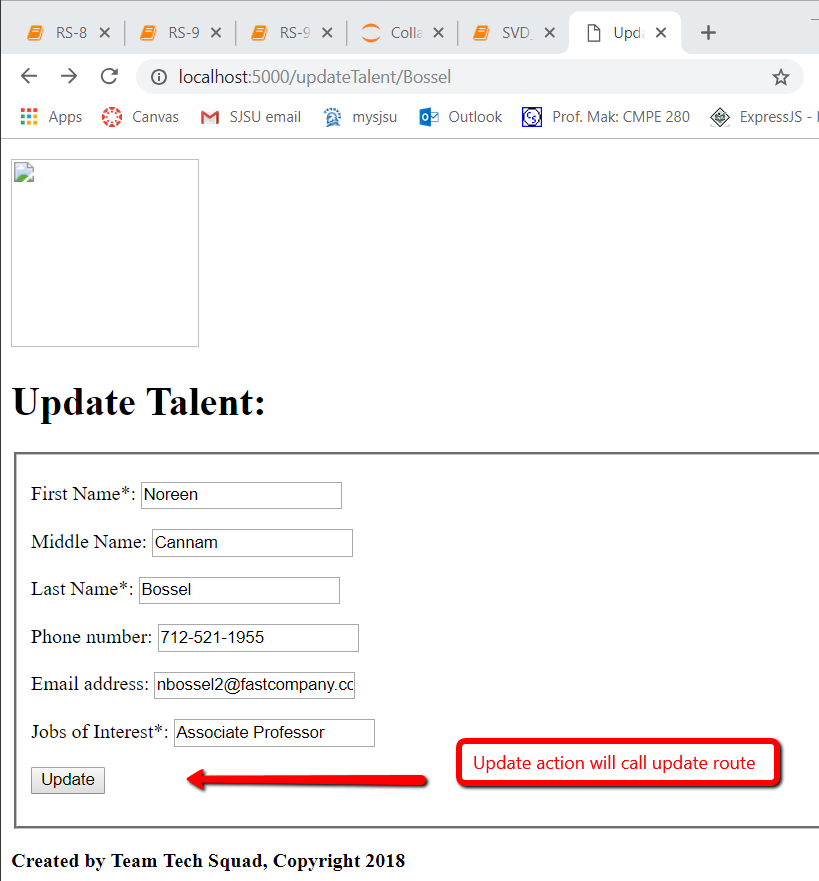 RS-8
RS-9
RS-9
Colla
SVD_
Upda
localhost:5000/updateTalent/Bossel
Apps
Canvas
SJSU email
mysjsu
Outlook
Prof. Mak: CMPE 280
ExpressJS -
Update Talent:
First Name*: Noreen
Middle Name: Cannam
Last Name*: Bossel
Phone number: 712-521-1955
Email address: nbossel2@fastcompany.co
Jobs of Interest*: Associate Professor
Update
Update action will call update route
Created by Team Tech Squad, Copyright 2018